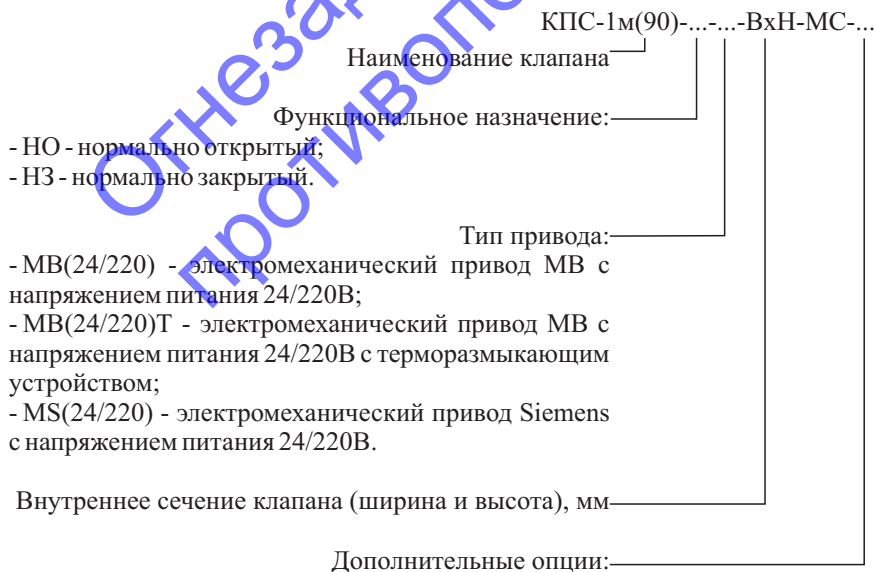 КПС-1м(90)-...-...-ВхН-МС-...
Наименование клапана
Функциональное назначение:
- НО - нормально открытый;
- НЗ - нормально закрытый.
Тип привода:
- МВ(24/220) - электромеханический привод МВ с
напряжением питания 24/220В;
- МВ(24/220)Т - электромеханический привод МВ с
напряжением питания 24/220В с терморазмыкающим
устройством;
- MS(24/220) - электромеханический привод Siemens
с напряжением питания 24/220В.
Внутреннее сечение клапана (ширина и высота), мм
Дополнительные опции: